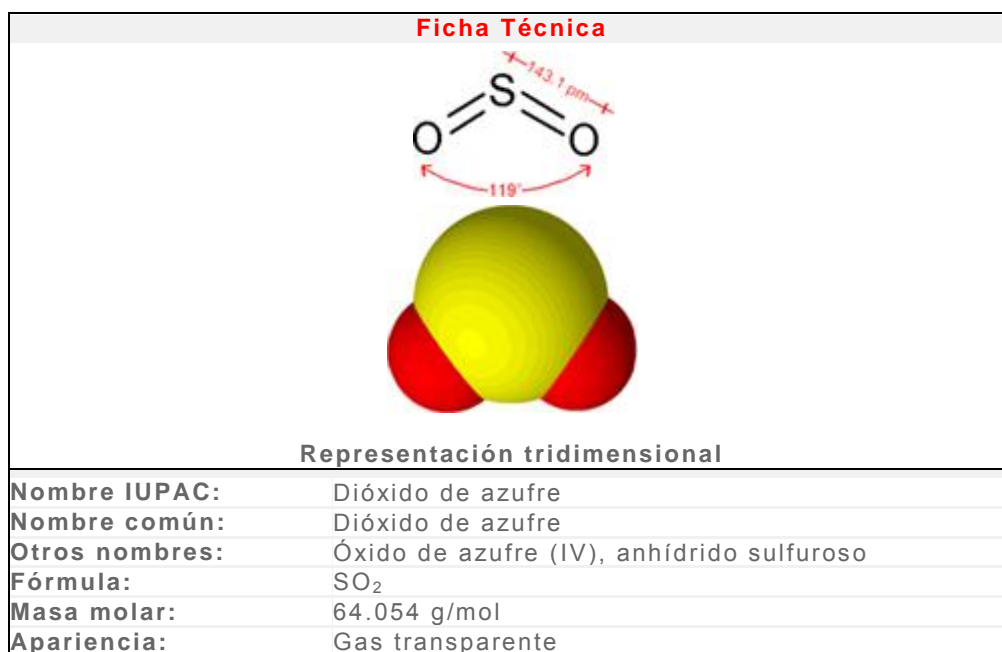 Ficha Técnica
143.1 pm
S
O O
119°
Representación tridimensional
Nombre IUPAC: Dióxido de azufre
Nombre común: Dióxido de azufre
Otros nombres: Óxido de azufre (IV), anhídrido sulfuroso
Fórmula: SO₂
Masa molar: 64.054 g/mol
Apariencia: Gas transparente